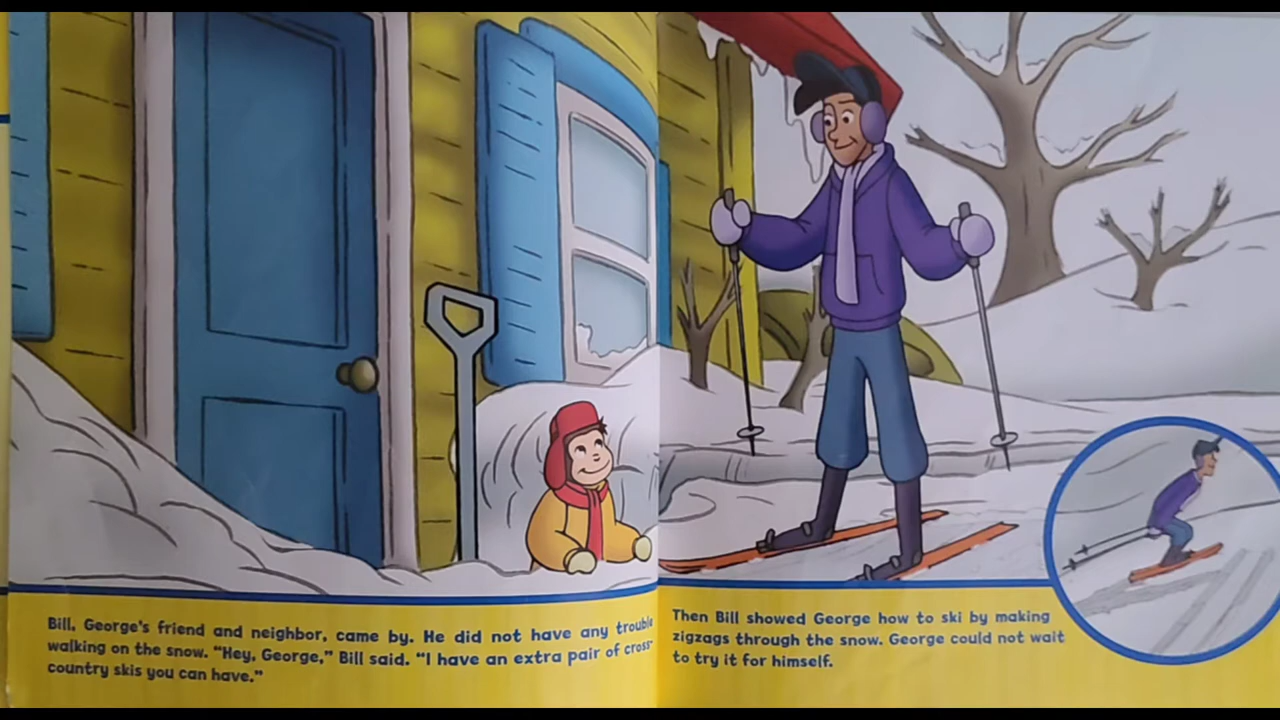 Bill, George's friend and neighbor, came by. He did not have any trouble
walking on the snow. “Hey, George,” Bill said. “I have an extra pair of cross-
country skis you can have.”
Then Bill showed George how to ski by making
zigzags through the snow. George could not wait
to try it for himself.